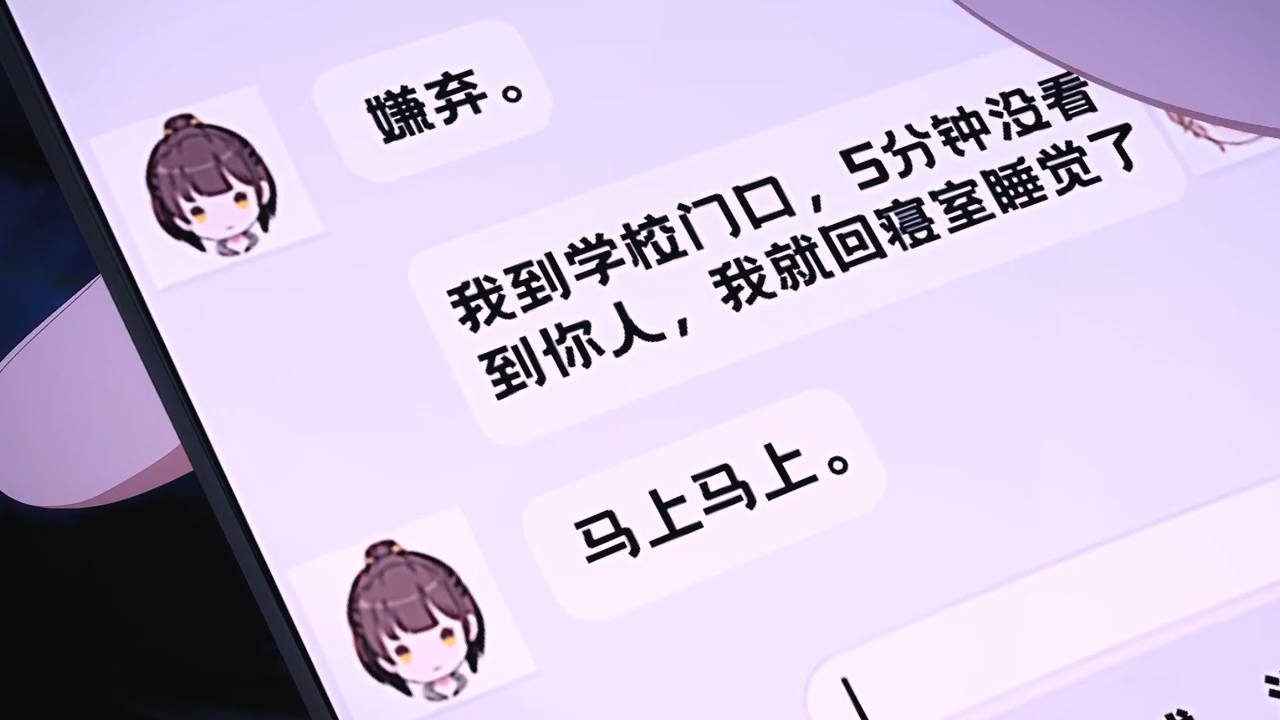 嫌弃。
我到学校门口，5分钟没看
到你人，我就回寝室睡觉了
马上马上。